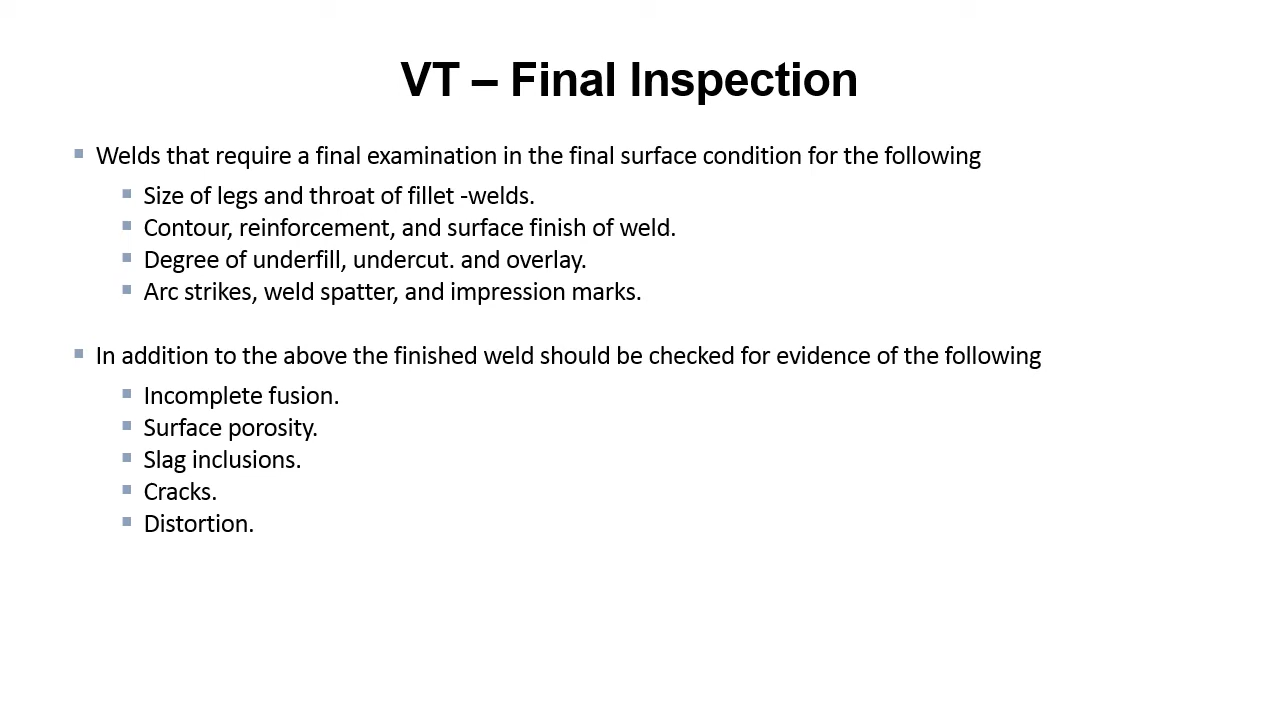 VT – Final Inspection
Welds that require a final examination in the final surface condition for the following
Size of legs and throat of fillet -welds.
Contour, reinforcement, and surface finish of weld.
Degree of underfill, undercut. and overlay.
Arc strikes, weld spatter, and impression marks.
In addition to the above the finished weld should be checked for evidence of the following
Incomplete fusion.
Surface porosity.
Slag inclusions.
Cracks.
Distortion.